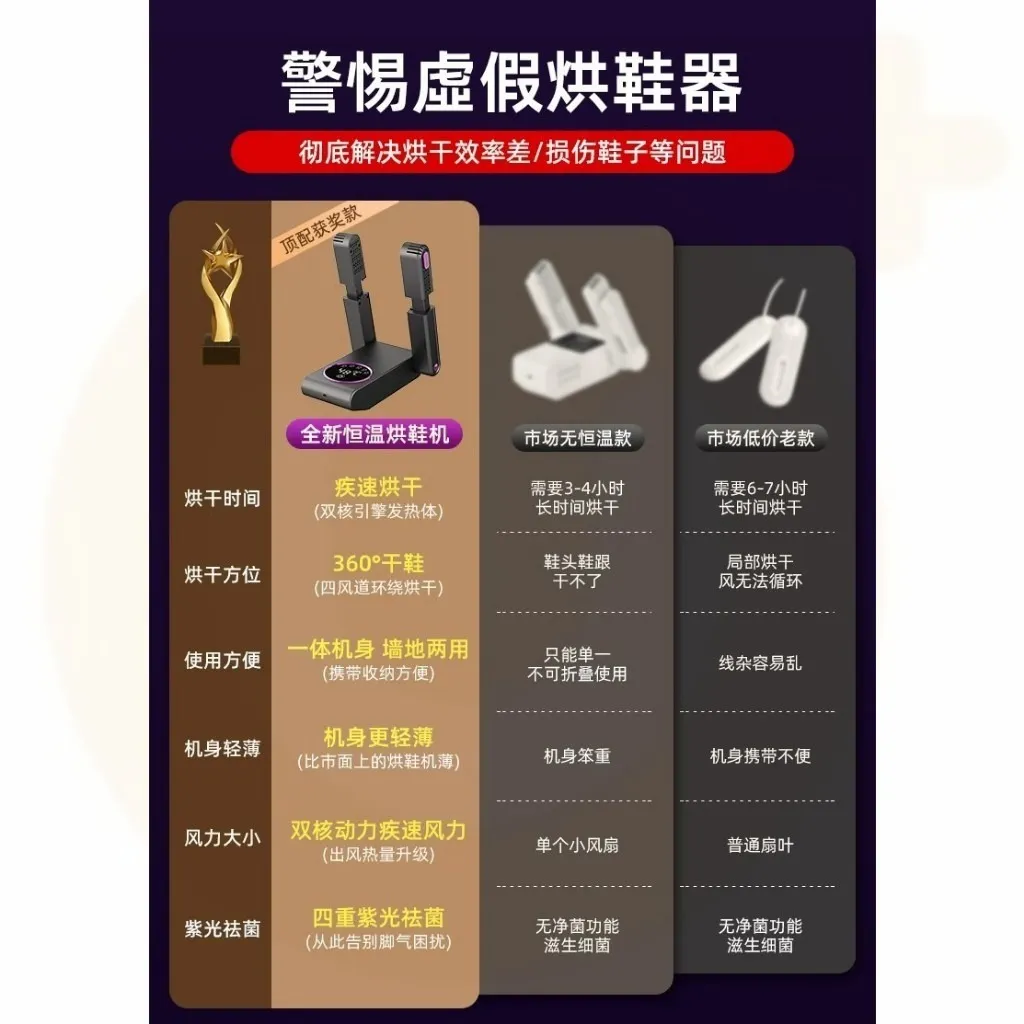 警惕虚假烘鞋器
彻底解决烘干效率差/损伤鞋子等问题
顶配获奖款
全新恒温烘鞋机
市场无恒温款
市场低价老款
烘干时间
疾速烘干
(双核引擎发热体)
需要3-4小时
长时间烘干
需要6-7小时
长时间烘干
烘干方位
360°干鞋
(四风道环绕烘干)
鞋头鞋跟
干不了
局部烘干
风无法循环
使用方便
一体机身 墙地两用
(携带收纳方便)
只能单一
不可折叠使用
线杂容易乱
机身轻薄
机身更轻薄
(比市面上的烘鞋机薄)
机身笨重
机身携带不便
风力大小
双核动力疾速风力
(出风热量升级)
单个小风扇
普通扇叶
紫光祛菌
四重紫光祛菌
(从此告别脚气困扰)
无净菌功能
滋生细菌
无净菌功能
滋生细菌